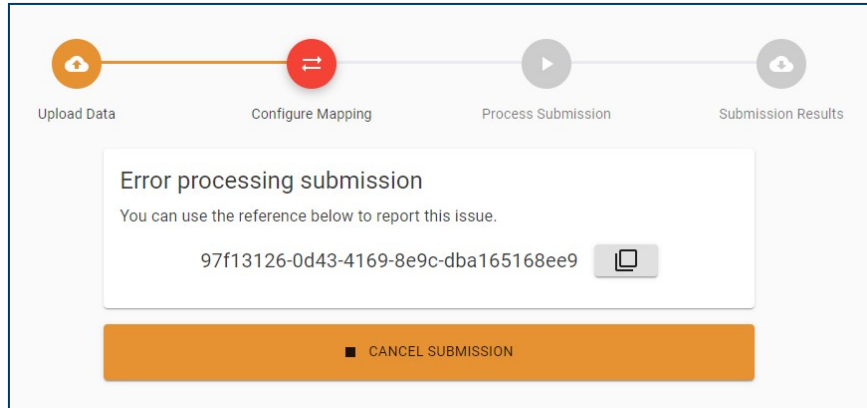 Upload Data
Configure Mapping
Process Submission
Submission Results
Error processing submission
You can use the reference below to report this issue.
97f13126-0d43-4169-8e9c-dba165168ee9
CANCEL SUBMISSION